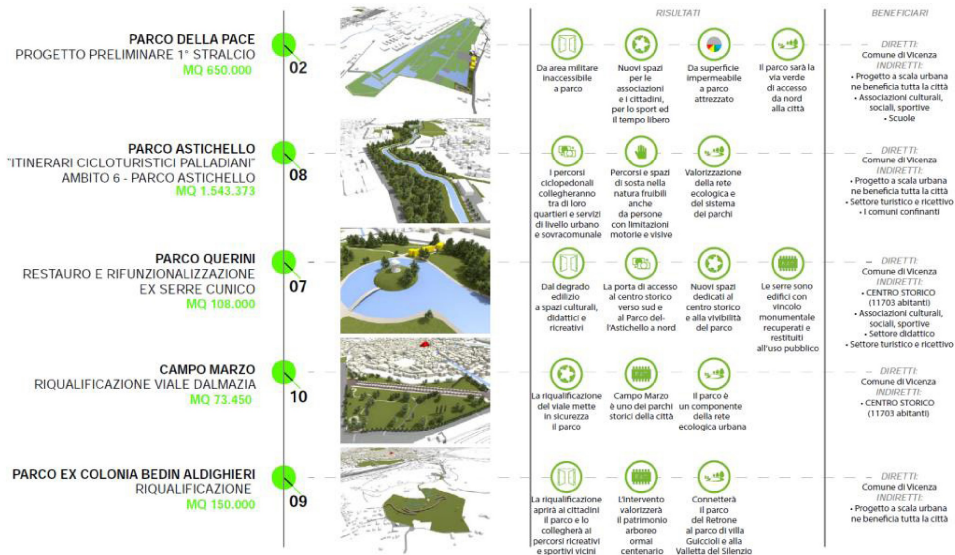 RISULTATI
BENEFICIARI
PARCO DELLA PACE
PROGETTO PRELIMINARE 1° STRALCIO
MQ 650.000
02
Da area militare
inaccessibile
a parco
Nuovi spazi
per le
associazioni
e i cittadini,
per lo sport ed
il tempo libero
Da superficie
impermeabile
a parco
attrezzato
Il parco sarà la
via verde
di accesso
da nord
alla città
DIRETTI:
Comune di Vicenza
INDIRETTI:
• Progetto a scala urbana
ne beneficia tutta la città
• Associazioni culturali,
sociali, sportive
• Scuole
PARCO ASTICHELLO
"ITINERARI CICLOTURISTICI PALLADIANI"
AMBITO 6 - PARCO ASTICHELLO
MQ 1.543.373
08
I percorsi
ciclopedonali
collegheranno
tra di loro
quartieri e servizi
di livello urbano
e sovracomunale
Percorsi e spazi
di sosta nella
natura fruibili
anche
da persone
con limitazioni
motorie e visive
Valorizzazione
della rete
ecologica e
del sistema
dei parchi
DIRETTI:
Comune di Vicenza
INDIRETTI:
• Progetto a scala urbana
ne beneficia tutta la città
• Settore turistico e ricettivo
• I comuni confinanti
PARCO QUERINI
RESTAURO E RIFUNZIONALIZZAZIONE
EX SERRE CUNICO
MQ 108.000
07
Dal degrado
edilizio
a spazi culturali,
didattici e
ricreativi
La porta di accesso
al centro storico
verso sud e
al Parco del-
l'Astichello a nord
Nuovi spazi
dedicati al
centro storico
e alla vivibilità
del parco
Le serre sono
edifici con
vincolo
monumentale
recuperati e
restituiti
all'uso pubblico
DIRETTI:
Comune di Vicenza
INDIRETTI:
• CENTRO STORICO
(11703 abitanti)
• Associazioni culturali,
sociali, sportive
• Settore didattico
• Settore turistico e ricettivo
CAMPO MARZO
RIQUALIFICAZIONE VIALE DALMAZIA
MQ 73.450
10
La riqualificazione
del viale mette
in sicurezza
il parco
Campo Marzo
è uno dei parchi
storici della città
Il parco è
un componente
della rete
ecologica urbana
DIRETTI:
Comune di Vicenza
INDIRETTI:
• CENTRO STORICO
(11703 abitanti)
PARCO EX COLONIA BEDIN ALDIGHIERI
RIQUALIFICAZIONE
MQ 150.000
09
La riqualificazione
aprirà ai cittadini
il parco e lo
collegherà ai
percorsi ricreativi
e sportivi vicini
L'intervento
valorizzerà
il patrimonio
arboreo
ormai
centenario
Connetterà
il parco
del Retrone
al parco di villa
Guiccioli e alla
Valletta del Silenzio
DIRETTI:
Comune di Vicenza
INDIRETTI:
• Progetto a scala urbana
ne beneficia tutta la città